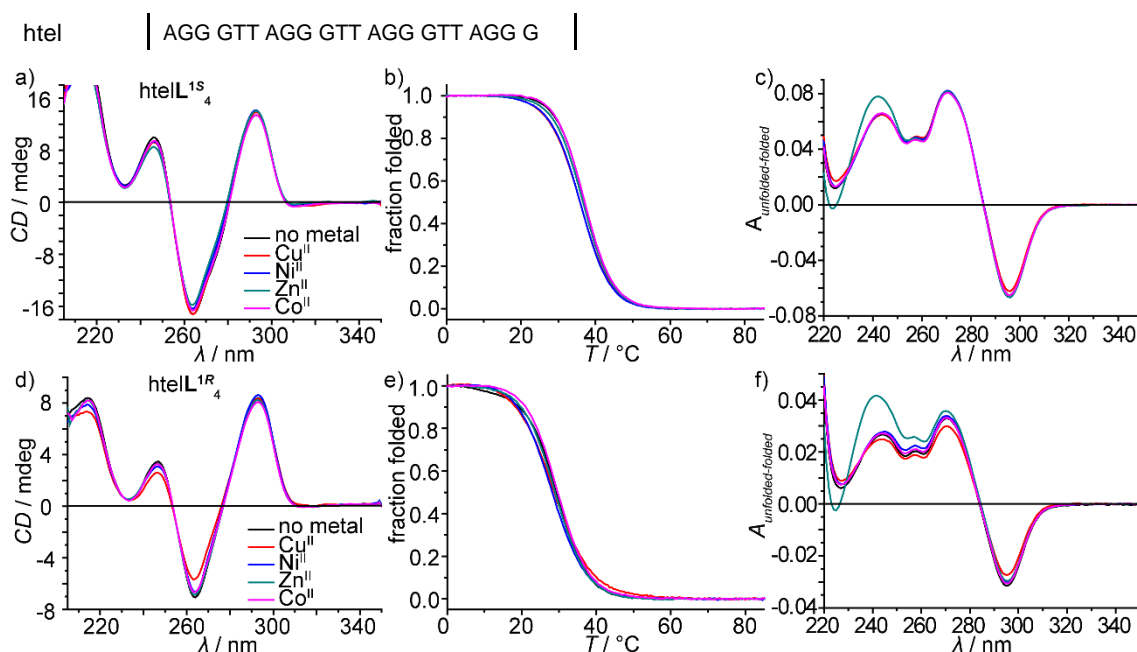 htel | AGG GTT AGG GTT AGG GTT AGG G |
a) htelL¹ˢ₄
CD / mdeg
16
8
0
-8
-16
no metal
Cuᴵᴵ
Niᴵᴵ
Znᴵᴵ
Coᴵᴵ
220 260 300 340
λ / nm
b)
fraction folded
1.0
0.8
0.6
0.4
0.2
0.0
0 20 40 60 80
T / °C
c)
A unfolded-folded
0.08
0.04
0.00
-0.04
-0.08
220 240 260 280 300 320 340
λ / nm
d) htelL¹ᴿ₄
CD / mdeg
8
4
0
-4
-8
no metal
Cuᴵᴵ
Niᴵᴵ
Znᴵᴵ
Coᴵᴵ
220 260 300 340
λ / nm
e)
fraction folded
1.0
0.8
0.6
0.4
0.2
0.0
0 20 40 60 80
T / °C
f)
A unfolded-folded
0.04
0.02
0.00
-0.02
-0.04
220 240 260 280 300 320 340
λ / nm